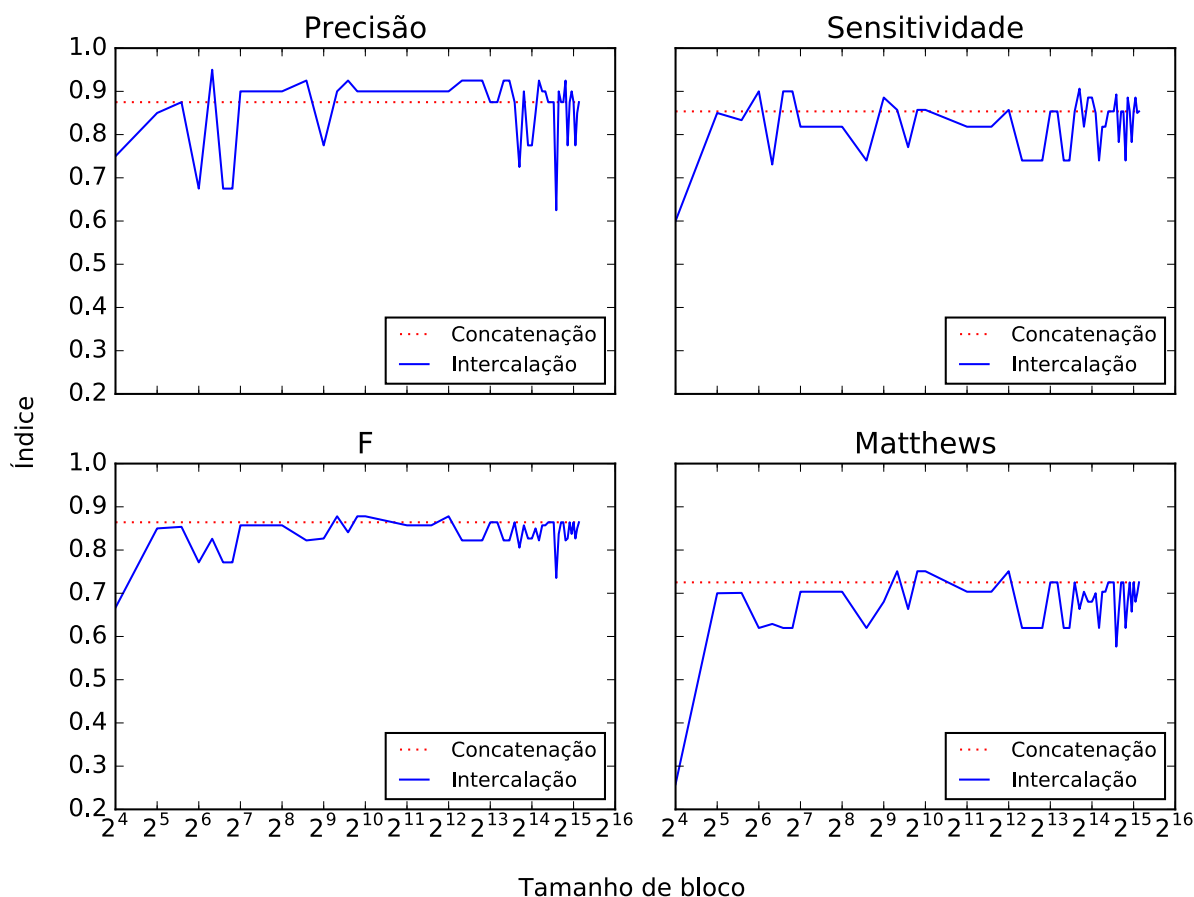 Precisão
Sensitividade
1.0
0.9
0.8
0.7
0.6
0.5
0.4
0.3
0.2
Concatenação
Intercalação
Concatenação
Intercalação
Índice
F
Matthews
1.0
0.9
0.8
0.7
0.6
0.5
0.4
0.3
0.2
Concatenação
Intercalação
Concatenação
Intercalação
2^4 2^5 2^6 2^7 2^8 2^9 2^10 2^11 2^12 2^13 2^14 2^15 2^16
2^4 2^5 2^6 2^7 2^8 2^9 2^10 2^11 2^12 2^13 2^14 2^15 2^16
Tamanho de bloco